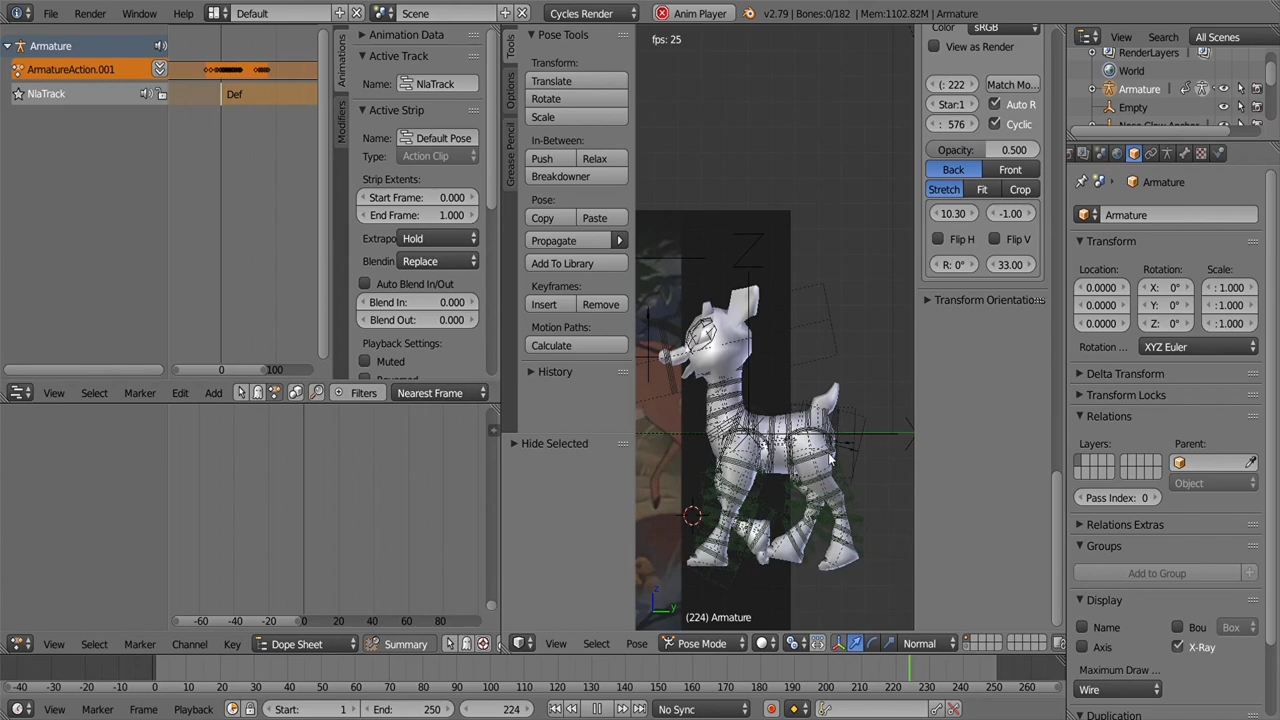 File Render Window Help Default Scene Cycles Render Anim Player v2.79 | Bones:0/182 | Mem:1102.82M | Armature
Armature
ArmatureAction.001
NlaTrack
Def
0 100
View Select Marker Edit Add Filters Nearest Frame
Animations
Modifiers
Animation Data
Active Track
Name: NlaTrack
Active Strip
Name: Default Pose
Type: Action Clip
Strip Extents:
Start Frame: 0.000
End Frame: 1.000
Extrapo Hold
Blendin Replace
Auto Blend In/Out
Blend In: 0.000
Blend Out: 0.000
Playback Settings:
Muted
Reversed
Tools
Options
Grease Pencil
Pose Tools
Transform:
Translate
Rotate
Scale
In-Between:
Push Relax
Breakdowner
Pose:
Copy Paste
Propagate
Add To Library
Keyframes:
Insert Remove
Motion Paths:
Calculate
History
Hide Selected
fps: 25
Z
z
y
(224) Armature
Color sRGB
View as Render
(: 222 Match Mo...
Star:1 Auto R
: 576 Cyclic
Opacity: 0.500
Back Front
Stretch Fit Crop
10.30 -1.00
Flip H Flip V
R: 0° 33.00
Transform Orientations
View Search All Scenes
RenderLayers
World
Armature
Empty
Nose Glow Anchor
Armature
Armature
Transform
Location: Rotation: Scale:
0.0000 X: 0° : 1.000
0.0000 Y: 0° : 1.000
0.0000 Z: 0° : 1.000
Rotation ... XYZ Euler
Delta Transform
Transform Locks
Relations
Layers: Parent:
Object
Pass Index: 0
Relations Extras
Groups
Add to Group
Display
Name Bou Box
Axis X-Ray
Maximum Draw ...
Wire
Duplication
-60 -40 -20 0 20 40 60 80
View Select Marker Channel Key Dope Sheet Summary
View Select Pose Pose Mode Normal
-40 -30 -20 -10 0 10 20 30 40 50 60 70 80 90 100 110 120 130 140 150 160 170 180 190 200 210 220 230 240 250 260
View Marker Frame Playback Start: 1 End: 250 224 No Sync